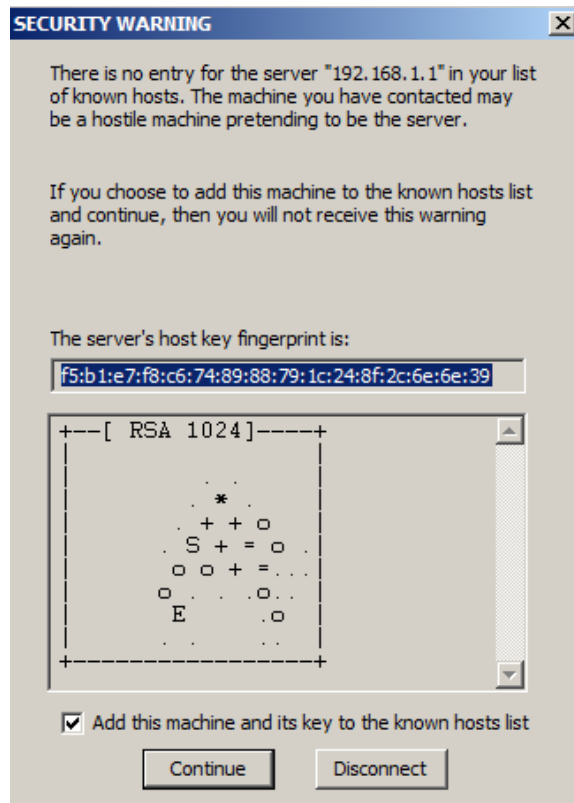 SECURITY WARNING
There is no entry for the server "192.168.1.1" in your list
of known hosts. The machine you have contacted may
be a hostile machine pretending to be the server.
If you choose to add this machine to the known hosts list
and continue, then you will not receive this warning
again.
The server's host key fingerprint is:
f5:b1:e7:f8:c6:74:89:88:79:1c:24:8f:2c:6e:6e:39
+--[ RSA 1024]----+
|                 |
|          . .    |
|         . * .   |
|        . + + o  |
|       . S + = o .|
|        o o + =...|
|       o . . .o.. |
|        E     .o  |
|       . .    ..  |
+-----------------+
Add this machine and its key to the known hosts list
Continue
Disconnect